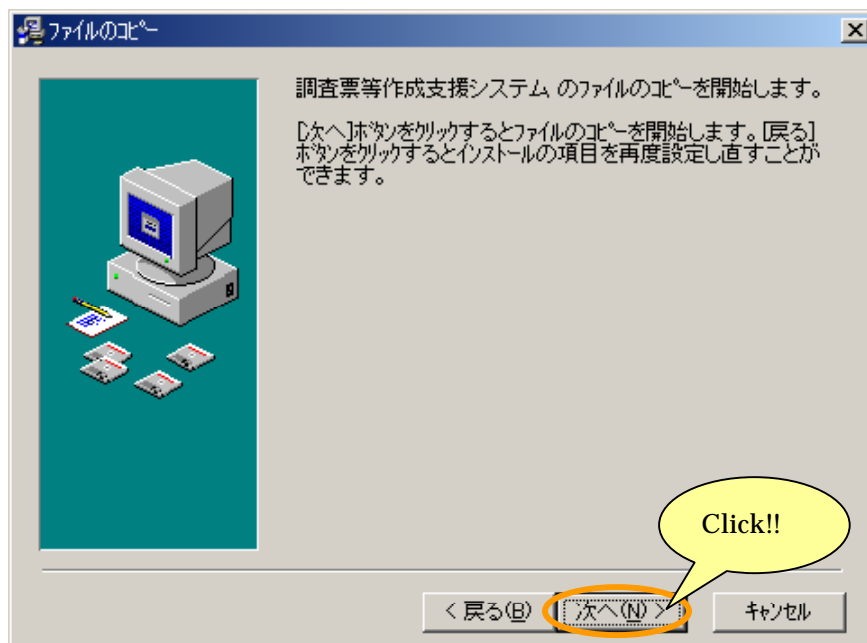 ﾌｧｲﾙのｺﾋﾟｰ
調査票等作成支援システム のﾌｧｲﾙのｺﾋﾟｰを開始します。
[次へ]ﾎﾞﾀﾝをｸﾘｯｸするとﾌｧｲﾙのｺﾋﾟｰを開始します。[戻る]
ﾎﾞﾀﾝをｸﾘｯｸするとｲﾝｽﾄｰﾙの項目を再度設定し直すことが
できます。
Click!!
< 戻る(B) 次へ(N) > ｷｬﾝｾﾙ